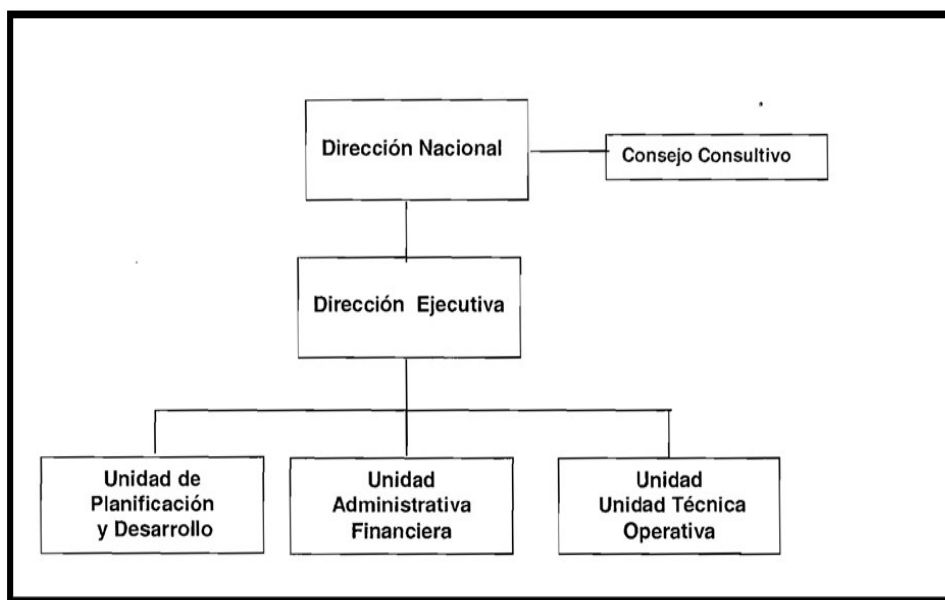 Dirección Nacional
Consejo Consultivo
Dirección Ejecutiva
Unidad de
Planificación
y Desarrollo
Unidad
Administrativa
Financiera
Unidad
Unidad Técnica
Operativa